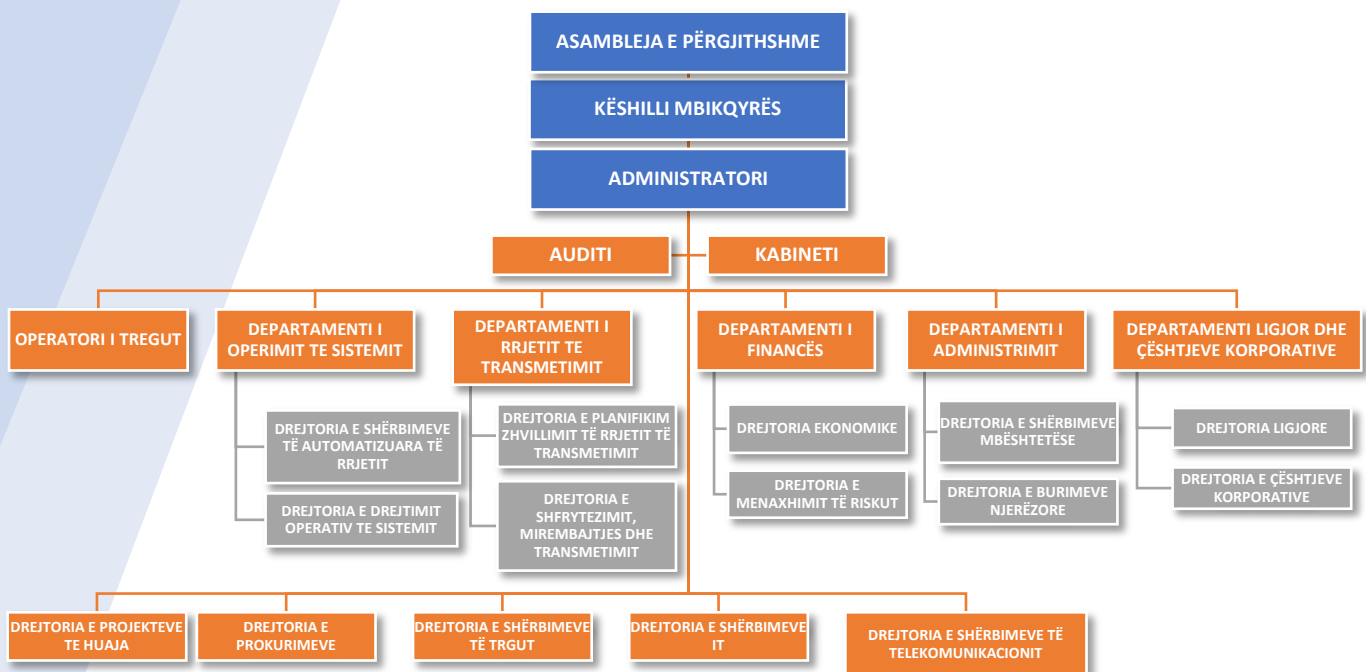 ASAMBLEJA E PËRGJITHSHME
KËSHILLI MBIKQYRËS
ADMINISTRATORI
AUDITI
KABINETI
OPERATORI I TREGUT
DEPARTAMENTI I
OPERIMIT TE SISTEMIT
DEPARTAMENTI I
RRJETIT TE
TRANSMETIMIT
DEPARTAMENTI I
FINANCËS
DEPARTAMENTI I
ADMINISTRIMIT
DEPARTAMENTI LIGJOR DHE
ÇËSHTJEVE KORPORATIVE
DREJTORIA E SHËRBIMEVE
TË AUTOMATIZUARA TË
RRJETIT
DREJTORIA E DREJTIMIT
OPERATIV TE SISTEMIT
DREJTORIA E PLANIFIKIM
ZHVILLIMIT TË RRJETIT TË
TRANSMETIMIT
DREJTORIA E
SHFRYTEZIMIT,
MIREMBAJTJES DHE
TRANSMETIMIT
DREJTORIA EKONOMIKE
DREJTORIA E
MENAXHIMIT TË RISKUT
DREJTORIA E SHËRBIMEVE
MBËSHTETËSE
DREJTORIA E BURIMEVE
NJERËZORE
DREJTORIA LIGJORE
DREJTORIA E ÇËSHTJEVE
KORPORATIVE
DREJTORIA E PROJEKTEVE
TE HUAJA
DREJTORIA E
PROKURIMEVE
DREJTORIA E SHËRBIMEVE
TË TRGUT
DREJTORIA E SHËRBIMEVE
IT
DREJTORIA E SHËRBIMEVE TË
TELEKOMUNIKACIONIT